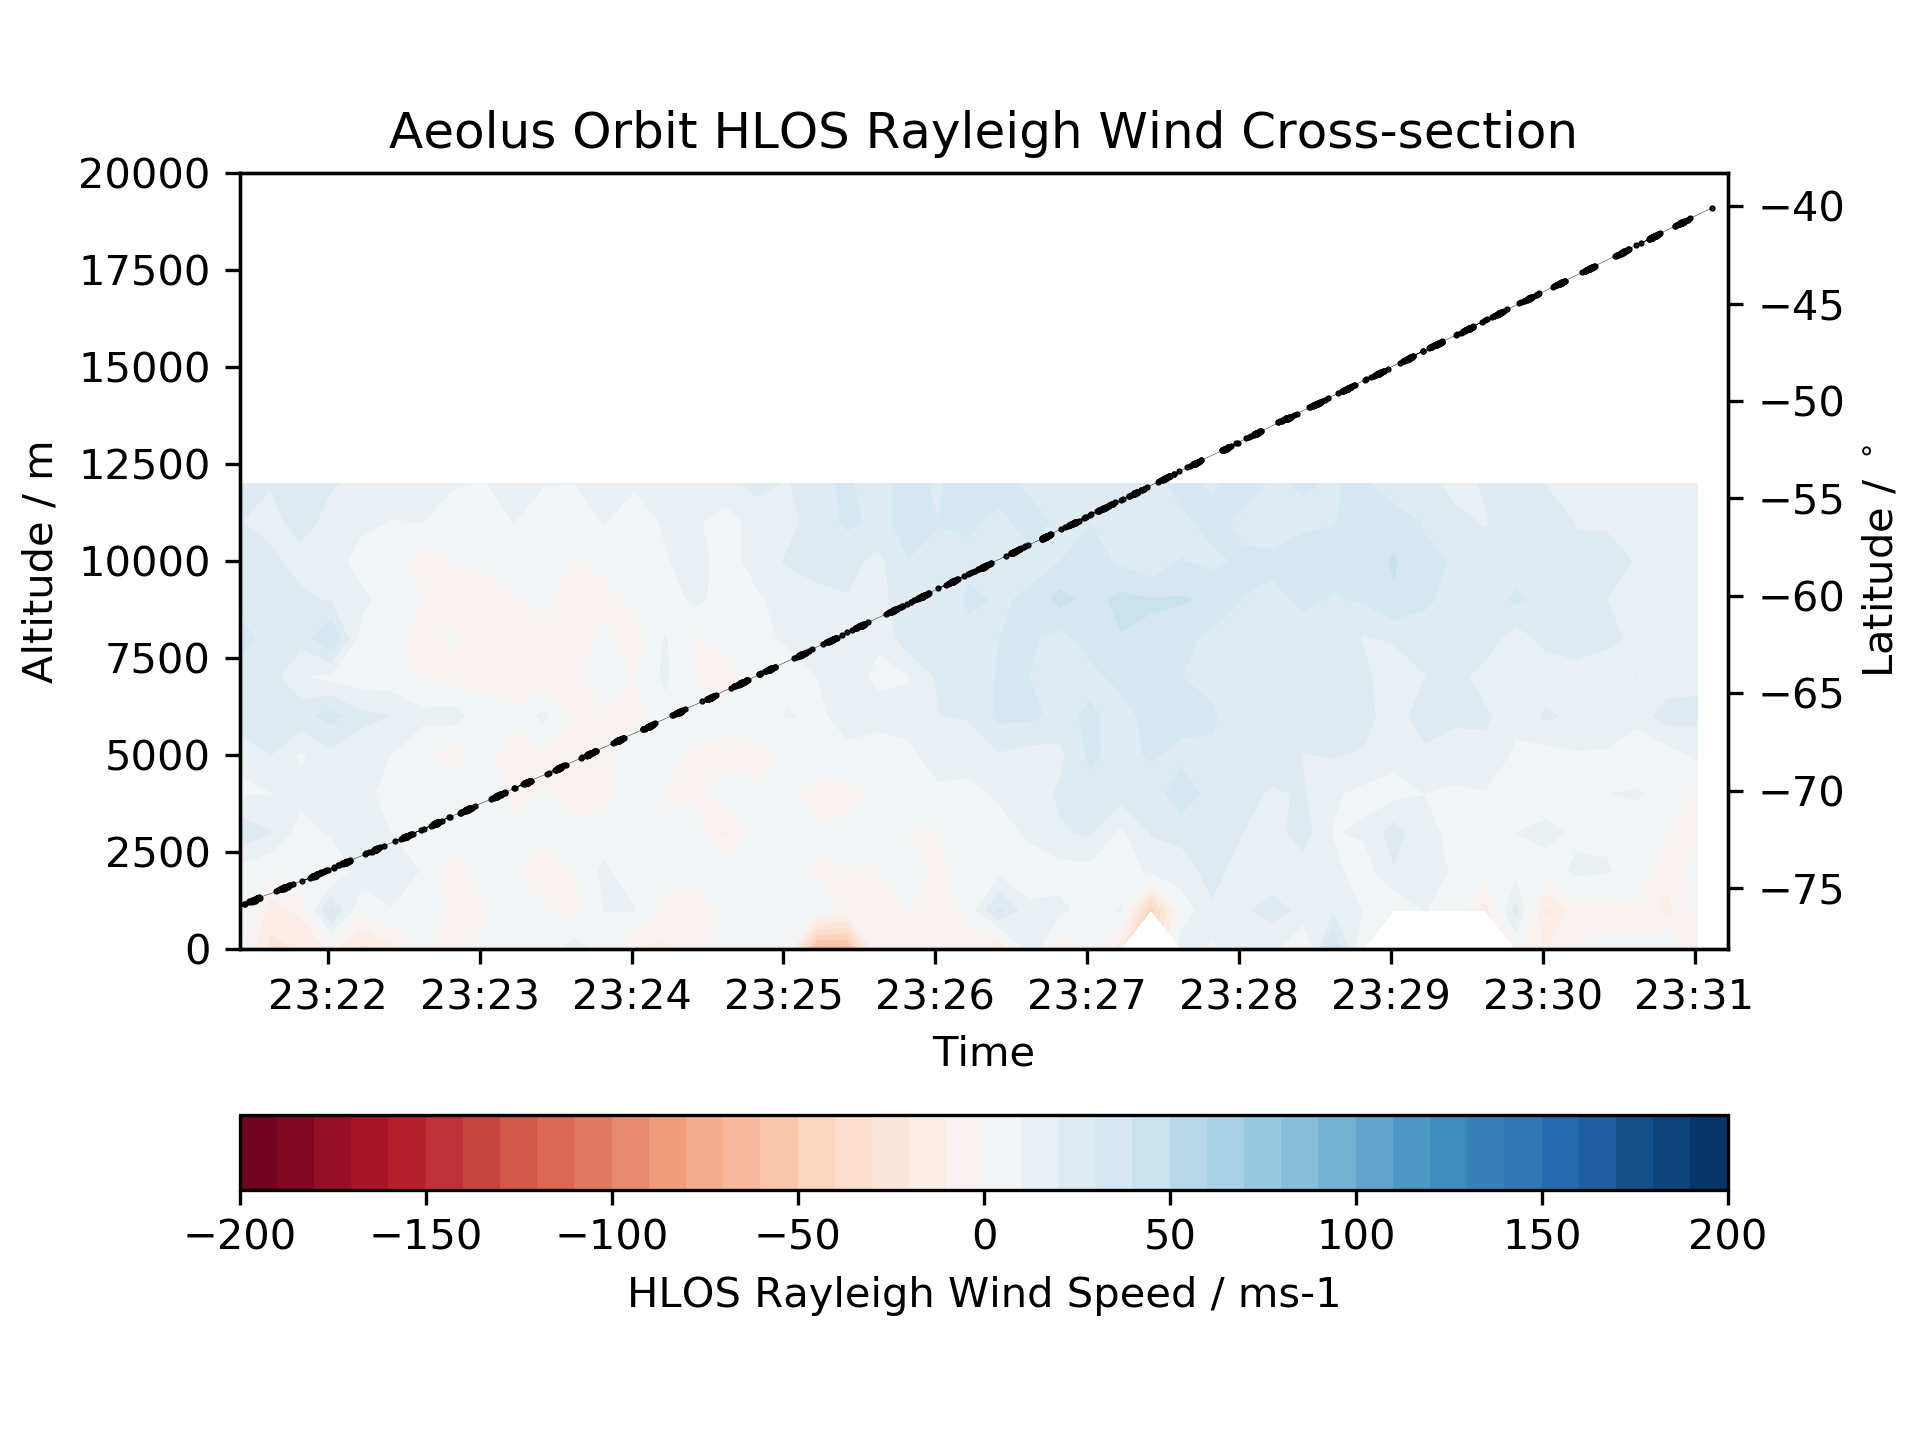 Aeolus Orbit HLOS Rayleigh Wind Cross-section
20000
17500
15000
12500
10000
7500
5000
2500
0
Altitude / m
−40
−45
−50
−55
−60
−65
−70
−75
Latitude / °
23:22 23:23 23:24 23:25 23:26 23:27 23:28 23:29 23:30 23:31
Time
−200 −150 −100 −50 0 50 100 150 200
HLOS Rayleigh Wind Speed / ms-1